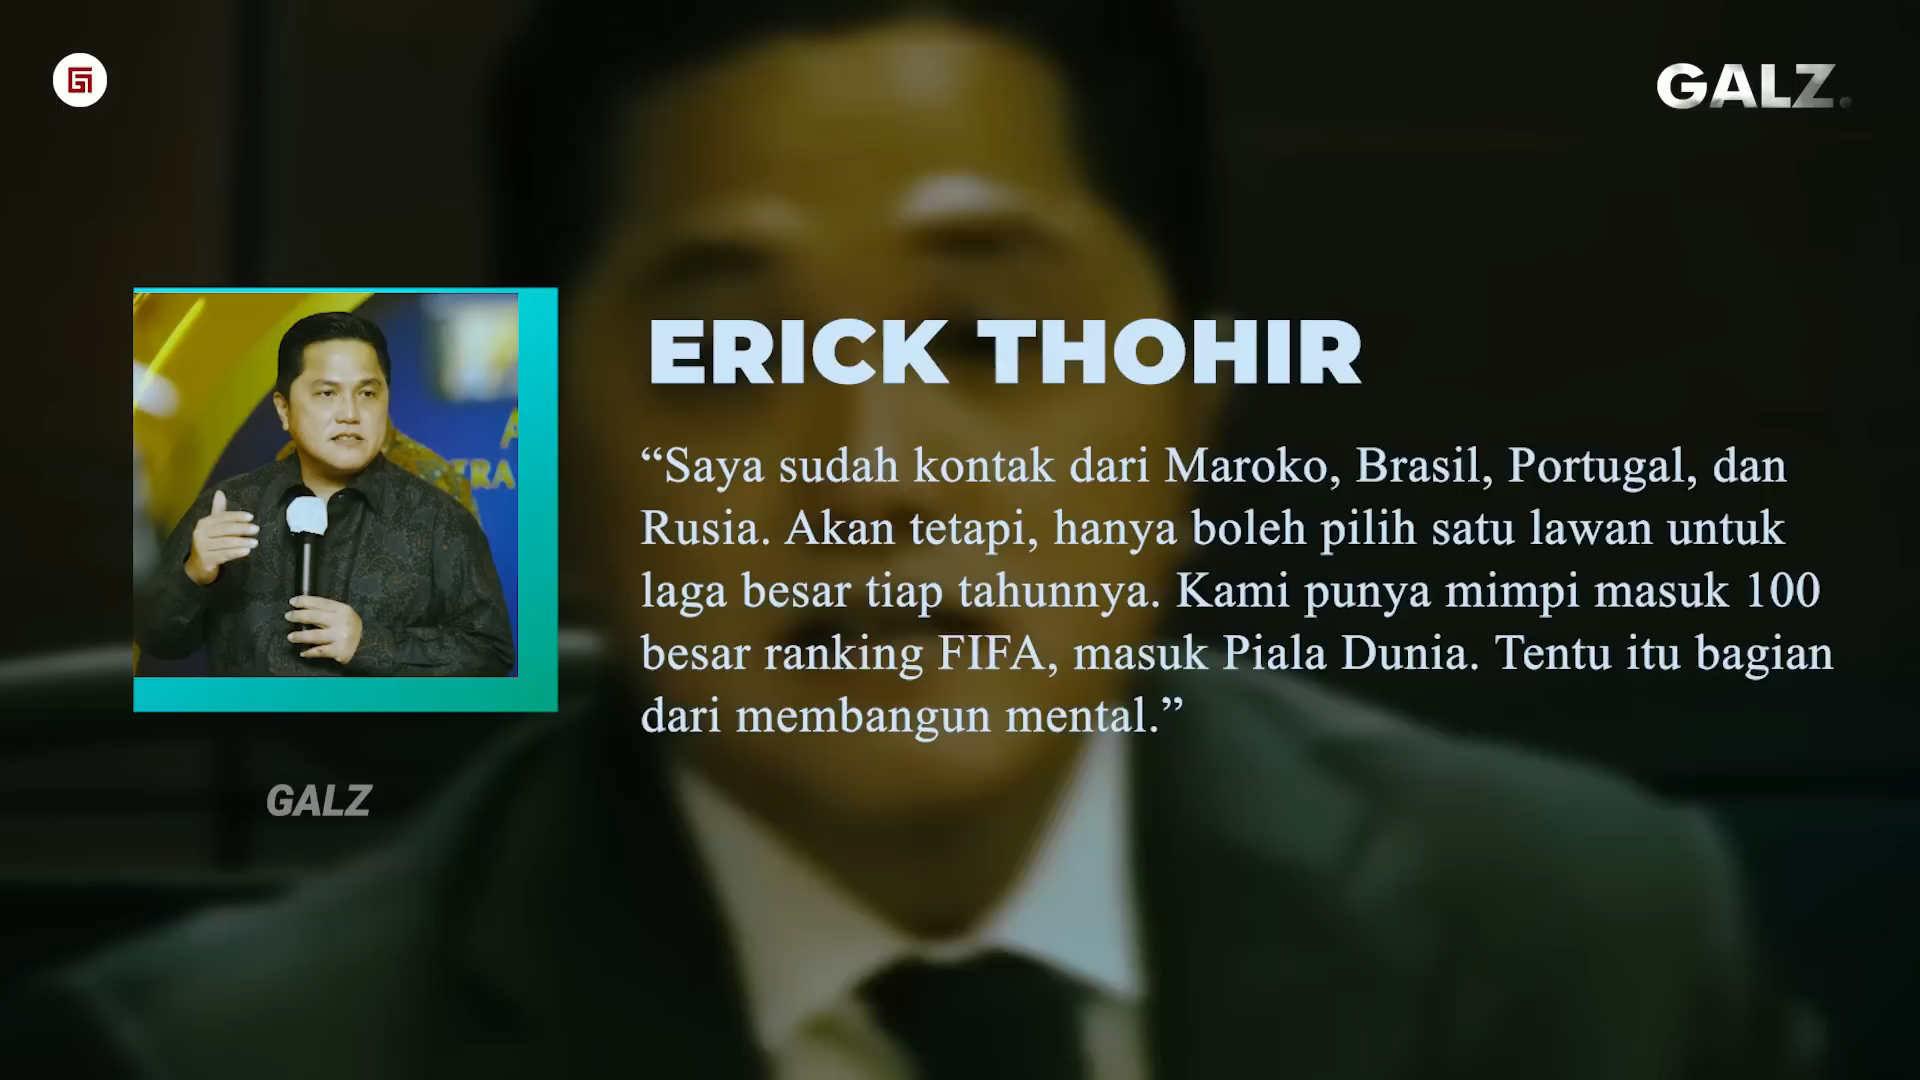 GALZ.
ERICK THOHIR
“Saya sudah kontak dari Maroko, Brasil, Portugal, dan
Rusia. Akan tetapi, hanya boleh pilih satu lawan untuk
laga besar tiap tahunnya. Kami punya mimpi masuk 100
besar ranking FIFA, masuk Piala Dunia. Tentu itu bagian
dari membangun mental.”
GALZ